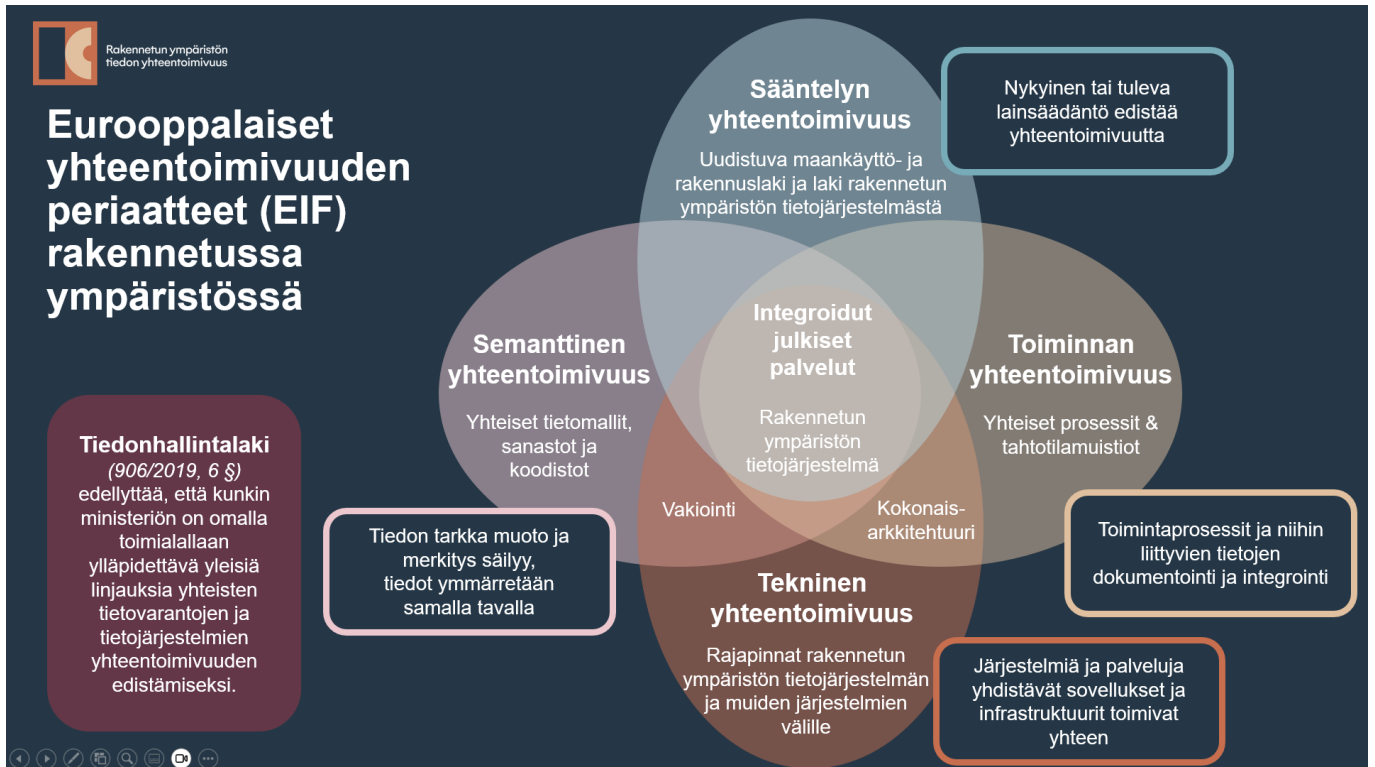 Rakennetun ympäristön
tiedon yhteentoimivuus
Eurooppalaiset
yhteentoimivuuden
periaatteet (EIF)
rakennetussa
ympäristössä
Tiedonhallintalaki
(906/2019, 6 §)
edellyttää, että kunkin
ministeriön on omalla
toimialallaan
ylläpidettävä yleisiä
linjauksia yhteisten
tietovarantojen ja
tietojärjestelmien
yhteentoimivuuden
edistämiseksi.
Sääntelyn
yhteentoimivuus
Uudistuva maankäyttö- ja
rakennuslaki ja laki rakennetun
ympäristön tietojärjestelmästä
Nykyinen tai tuleva
lainsäädäntö edistää
yhteentoimivuutta
Semanttinen
yhteentoimivuus
Yhteiset tietomallit,
sanastot ja
koodistot
Tiedon tarkka muoto ja
merkitys säilyy,
tiedot ymmärretään
samalla tavalla
Integroidut
julkiset
palvelut
Rakennetun
ympäristön
tietojärjestelmä
Toiminnan
yhteentoimivuus
Yhteiset prosessit &
tahtotilamuistiot
Toimintaprosessit ja niihin
liittyvien tietojen
dokumentointi ja integrointi
Vakiointi
Kokonais-
arkkitehtuuri
Tekninen
yhteentoimivuus
Rajapinnat rakennetun
ympäristön tietojärjestelmän
ja muiden järjestelmien
välille
Järjestelmiä ja palveluja
yhdistävät sovellukset ja
infrastruktuurit toimivat
yhteen